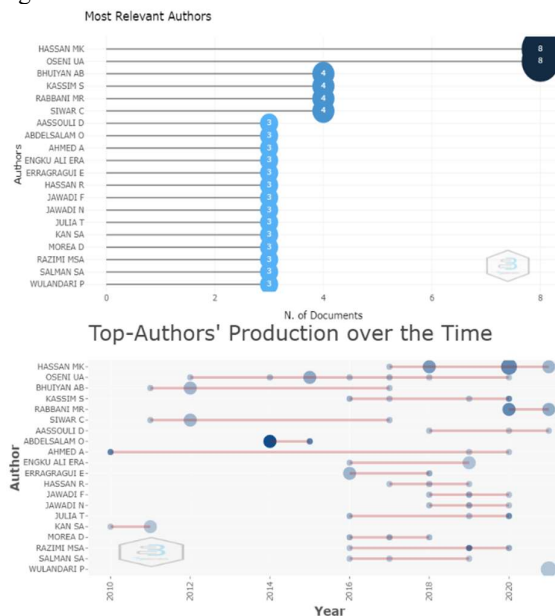 Most Relevant Authors
HASSAN MK 8
OSENI UA 8
BHUIYAN AB 4
KASSIM S 4
RABBANI MR 4
SIWAR C 4
AASSOULI D 3
ABDELSALAM O 3
AHMED A 3
ENGKU ALI ERA 3
ERRAGRAGUI E 3
HASSAN R 3
JAWADI F 3
JAWADI N 3
JULIA T 3
KAN SA 3
MOREA D 3
RAZIMI MSA 3
SALMAN SA 3
WULANDARI P 3
Authors
0 2 4 6 8
N. of Documents
Top-Authors' Production over the Time
HASSAN MK
OSENI UA
BHUIYAN AB
KASSIM S
RABBANI MR
SIWAR C
AASSOULI D
ABDELSALAM O
AHMED A
ENGKU ALI ERA
ERRAGRAGUI E
HASSAN R
JAWADI F
JAWADI N
JULIA T
KAN SA
MOREA D
RAZIMI MSA
SALMAN SA
WULANDARI P
Author
2010 2012 2014 2016 2018 2020
Year